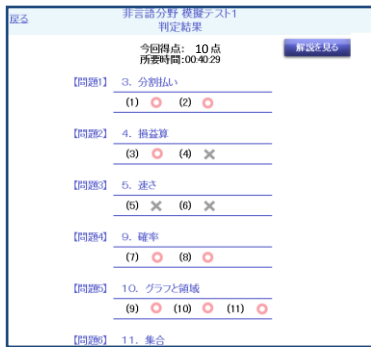 戻る
非言語分野 模擬テスト1
判定結果
今回得点: 10点
所要時間:00:40:29
解説を見る
【問題1】 3. 分割払い
(1) ○ (2) ○
【問題2】 4. 損益算
(3) ○ (4) ×
【問題3】 5. 速さ
(5) × (6) ×
【問題4】 9. 確率
(7) ○ (8) ○
【問題5】 10. グラフと領域
(9) ○ (10) ○ (11) ○
【問題6】 11. 集合